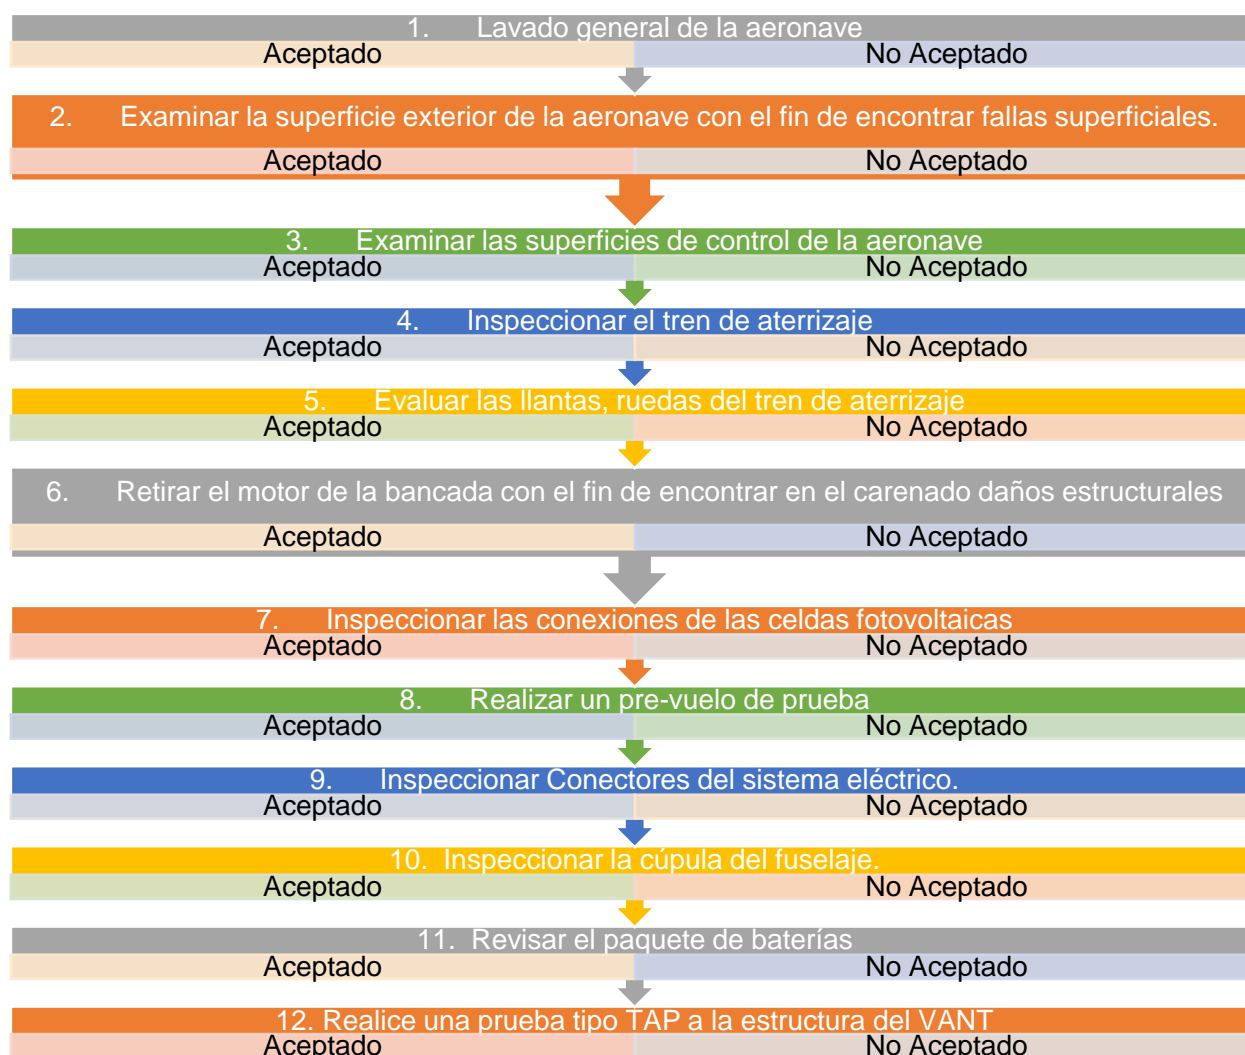 1. Lavado general de la aeronave
Aceptado No Aceptado
2. Examinar la superficie exterior de la aeronave con el fin de encontrar fallas superficiales.
Aceptado No Aceptado
3. Examinar las superficies de control de la aeronave
Aceptado No Aceptado
4. Inspeccionar el tren de aterrizaje
Aceptado No Aceptado
5. Evaluar las llantas, ruedas del tren de aterrizaje
Aceptado No Aceptado
6. Retirar el motor de la bancada con el fin de encontrar en el carenado daños estructurales
Aceptado No Aceptado
7. Inspeccionar las conexiones de las celdas fotovoltaicas
Aceptado No Aceptado
8. Realizar un pre-vuelo de prueba
Aceptado No Aceptado
9. Inspeccionar Conectores del sistema eléctrico.
Aceptado No Aceptado
10. Inspeccionar la cúpula del fuselaje.
Aceptado No Aceptado
11. Revisar el paquete de baterías
Aceptado No Aceptado
12. Realice una prueba tipo TAP a la estructura del VANT
Aceptado No Aceptado